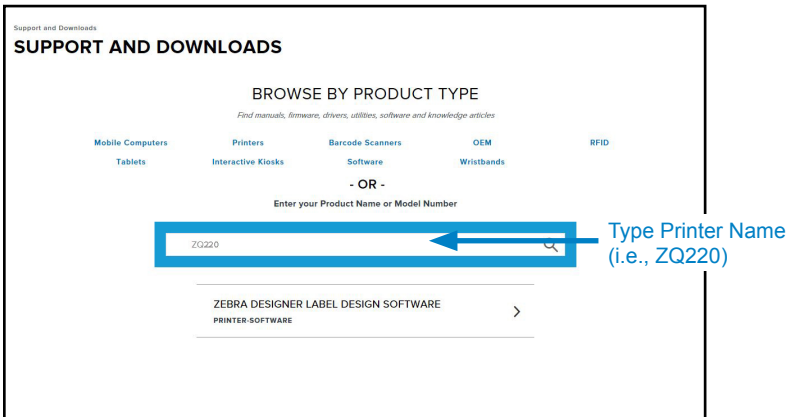 Support and Downloads
SUPPORT AND DOWNLOADS
BROWSE BY PRODUCT TYPE
Find manuals, firmware, drivers, utilities, software and knowledge articles
Mobile Computers Printers Barcode Scanners OEM RFID
Tablets Interactive Kiosks Software Wristbands
- OR -
Enter your Product Name or Model Number
ZQ220
Type Printer Name
(i.e., ZQ220)
ZEBRA DESIGNER LABEL DESIGN SOFTWARE
PRINTER-SOFTWARE